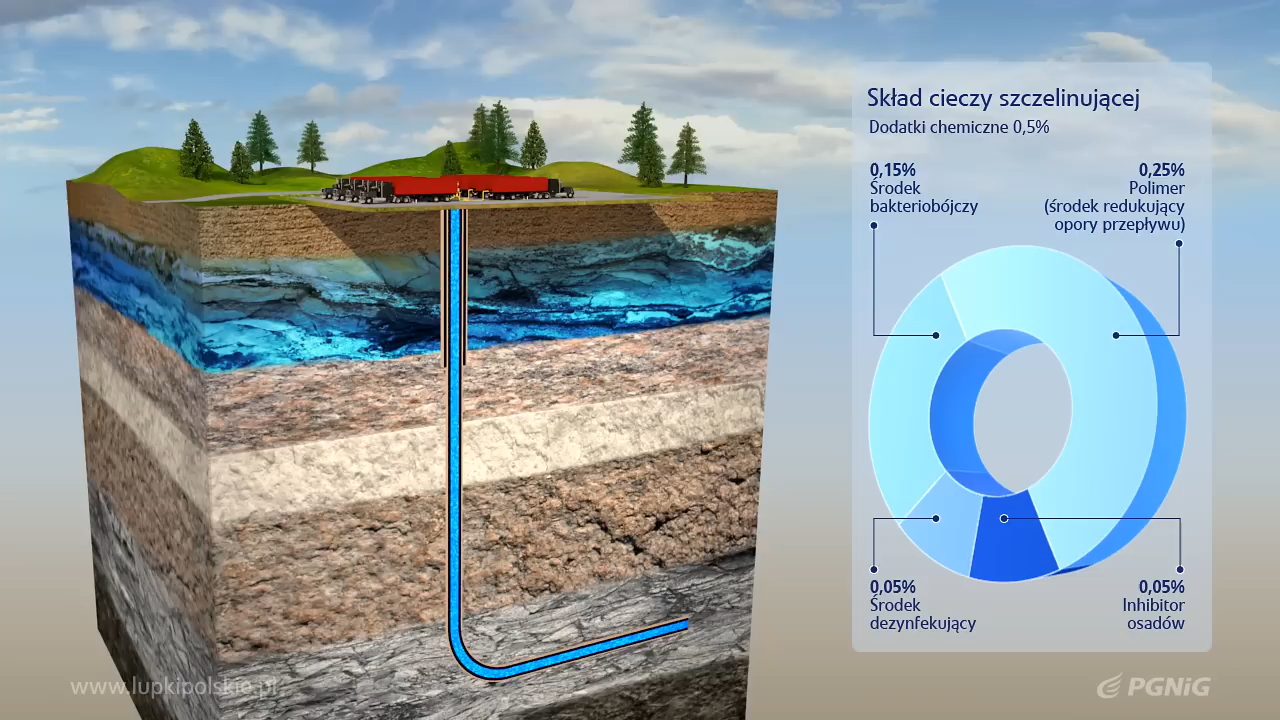 Skład cieczy szczelinującej
Dodatki chemiczne 0,5%
0,15%
Środek
bakteriobójczy
0,25%
Polimer
(środek redukujący
opory przepływu)
0,05%
Środek
dezynfekujący
0,05%
Inhibitor
osadów
www.lupkipolskie.pl
PGNiG